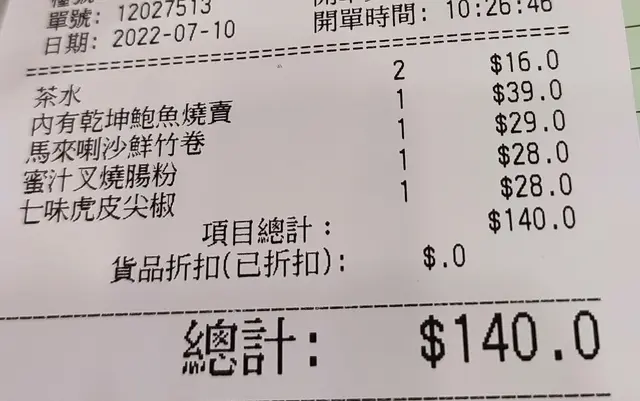 單號: 12027513
日期: 2022-07-10 開單時間: 10:26:46
茶水 2 $16.0
內有乾坤鮑魚燒賣 1 $39.0
馬來喇沙鮮竹卷 1 $29.0
蜜汁叉燒腸粉 1 $28.0
七味虎皮尖椒 1 $28.0
項目總計: $140.0
貨品折扣(已折扣): $.0
總計: $140.0